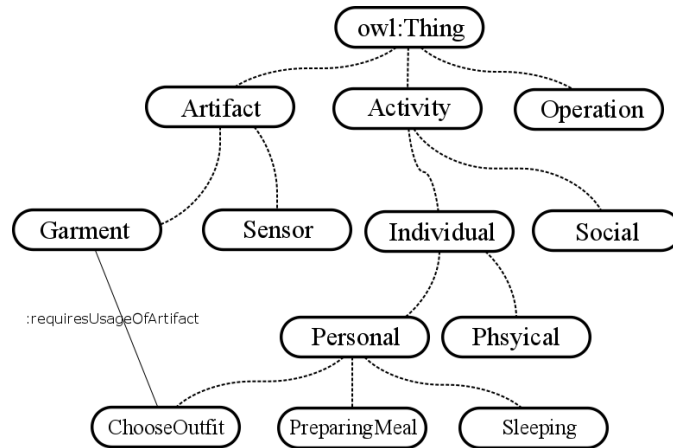 owl:Thing
Artifact
Activity
Operation
Garment
Sensor
Individual
Social
:requiresUsageOfArtifact
Personal
Phsyical
ChooseOutfit
PreparingMeal
Sleeping